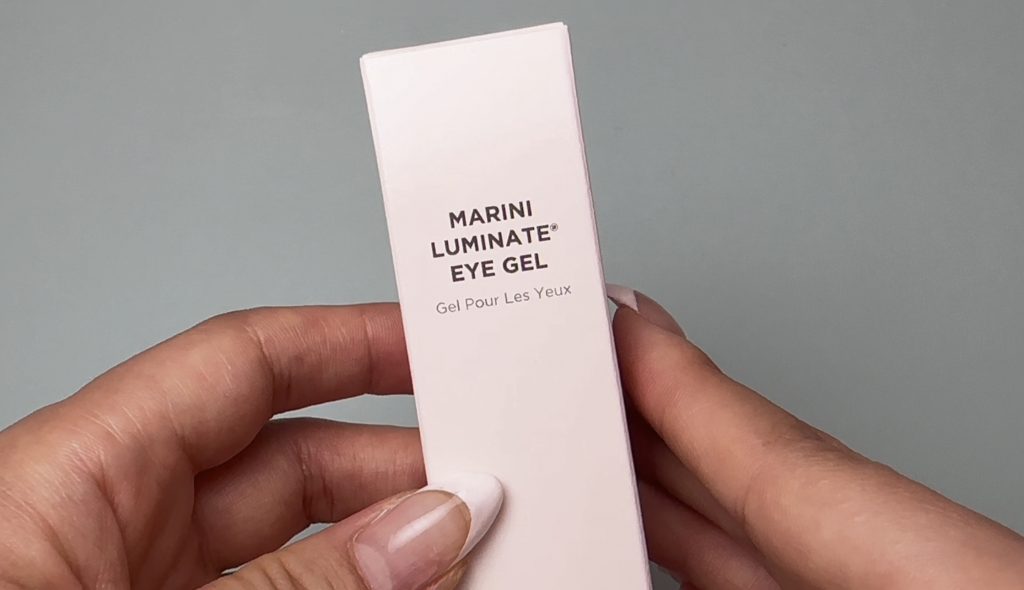 MARINI
LUMINATE®
EYE GEL
Gel Pour Les Yeux